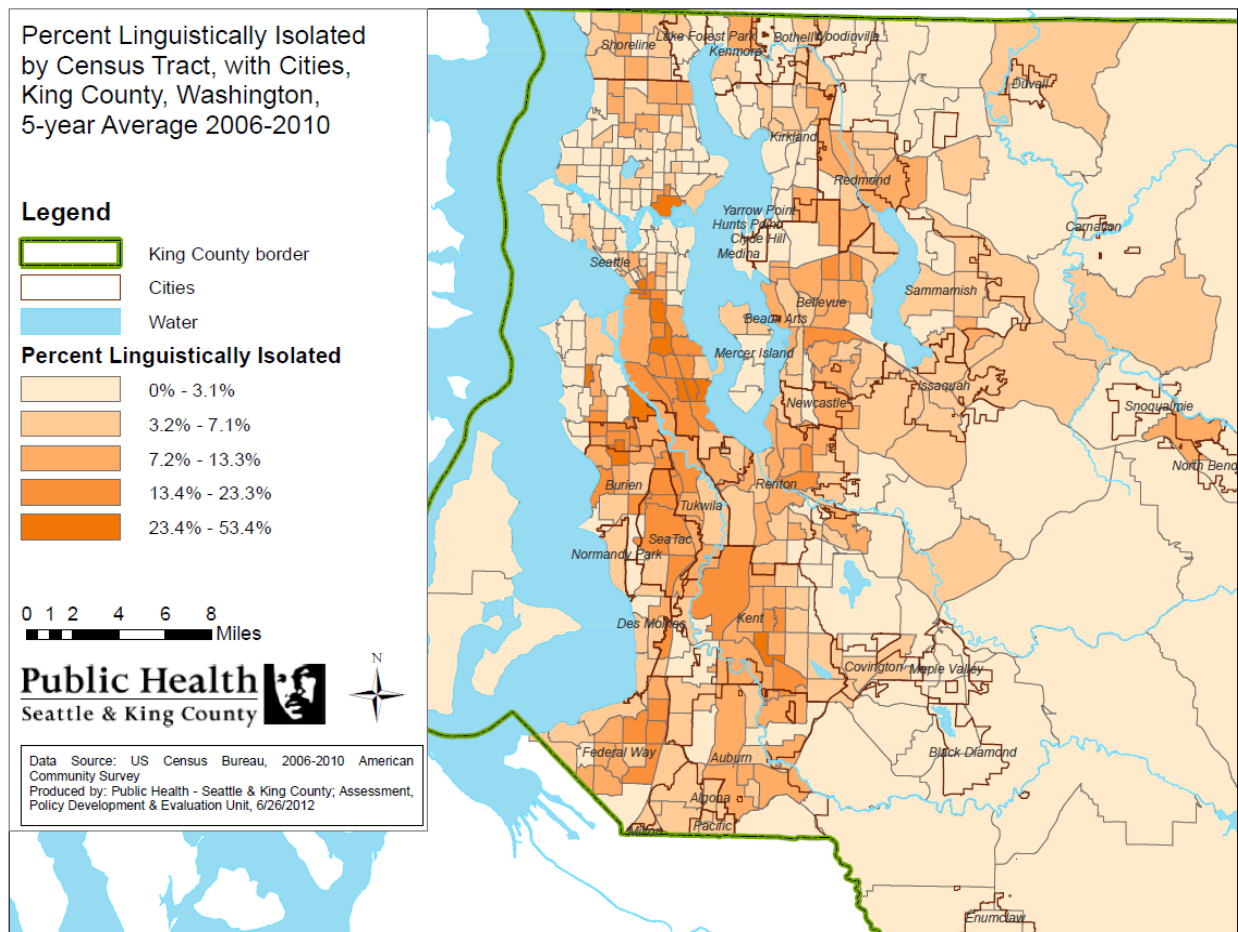 Percent Linguistically Isolated
by Census Tract, with Cities,
King County, Washington,
5-year Average 2006-2010
Legend
King County border
Cities
Water
Percent Linguistically Isolated
0% - 3.1%
3.2% - 7.1%
7.2% - 13.3%
13.4% - 23.3%
23.4% - 53.4%
0 1 2 4 6 8
Miles
Public Health
Seattle & King County
N
Data Source: US Census Bureau, 2006-2010 American
Community Survey
Produced by: Public Health - Seattle & King County; Assessment,
Policy Development & Evaluation Unit, 6/26/2012
Shoreline
Lake Forest Park
Bothell
Woodinville
Kenmore
Duvall
Kirkland
Redmond
Yarrow Point
Hunts Point
Clyde Hill
Medina
Carnation
Seattle
Sammamish
Bellevue
Beaux Arts
Mercer Island
Issaquah
Newcastle
Snoqualmie
North Bend
Burien
Renton
Tukwila
SeaTac
Normandy Park
Des Moines
Kent
Covington
Maple Valley
Federal Way
Auburn
Black Diamond
Algona
Pacific
Milton
Enumclaw